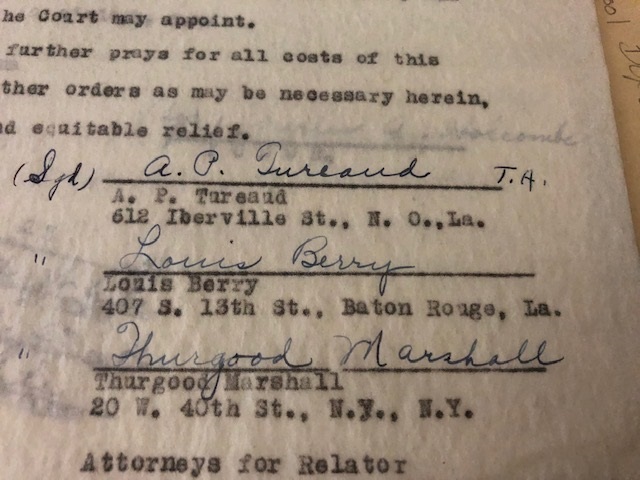 he Court may appoint.
further prays for all costs of this
ther orders as may be necessary herein,
nd equitable relief.
(Sgd) A. P. Tureaud T.H.
A. P. Tureaud
612 Iberville St., N. O.,La.
" Louis Berry
Louis Berry
407 S. 13th St., Baton Rouge, La.
" Thurgood Marshall
Thurgood Marshall
20 W. 40th St., N.Y., N.Y.
Attorneys for Relator